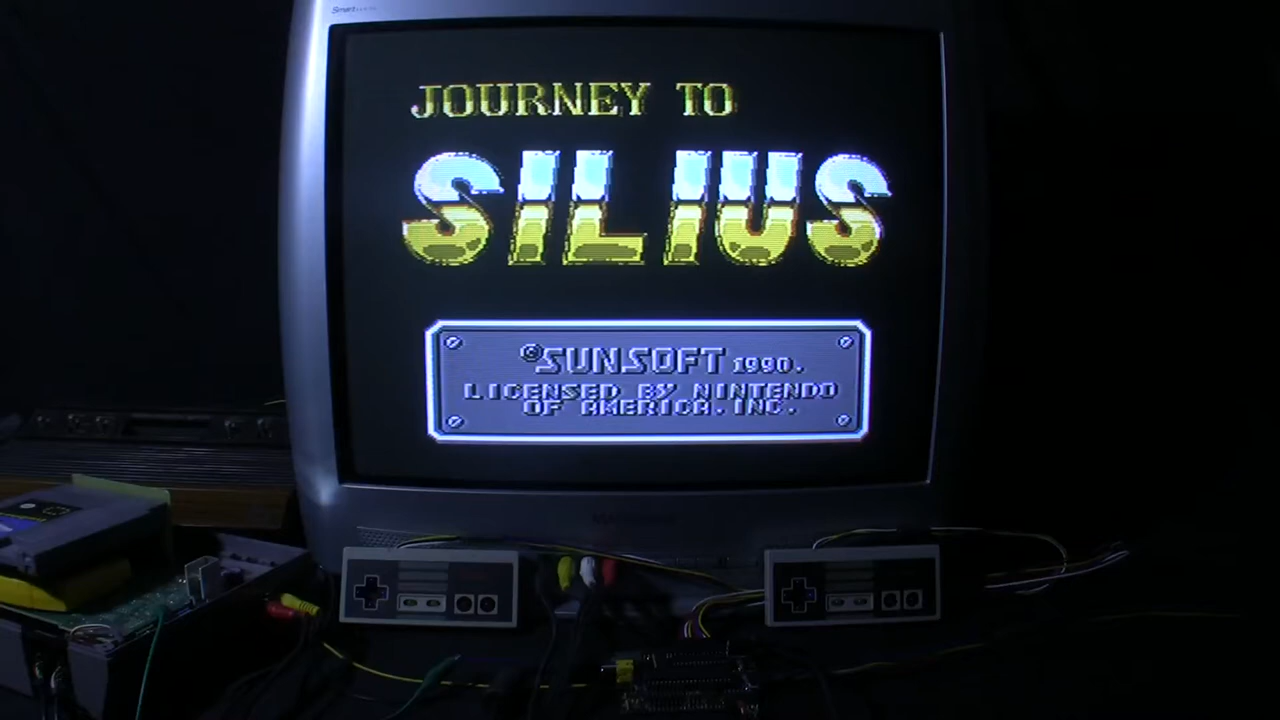 JOURNEY TO
SILIUS
©SUNSOFT 1990.
LICENSED BY NINTENDO
OF AMERICA. INC.